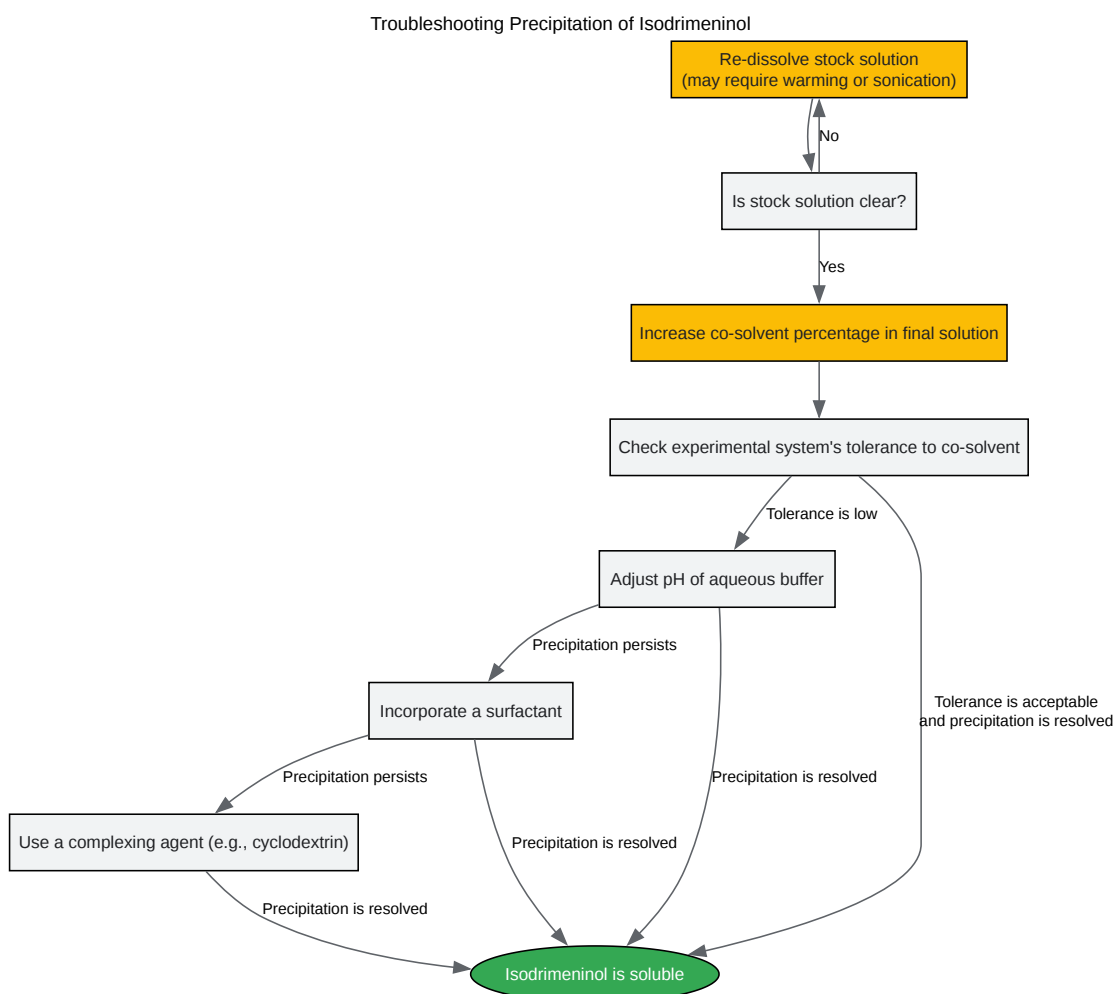 Troubleshooting Precipitation of Isodrimeninol
Re-dissolve stock solution
(may require warming or sonication)
No
Is stock solution clear?
Yes
Increase co-solvent percentage in final solution
Check experimental system's tolerance to co-solvent
Tolerance is low
Adjust pH of aqueous buffer
Precipitation persists
Incorporate a surfactant
Tolerance is acceptable
and precipitation is resolved
Precipitation persists
Precipitation is resolved
Use a complexing agent (e.g., cyclodextrin)
Precipitation is resolved
Precipitation is resolved
Isodrimeninol is soluble